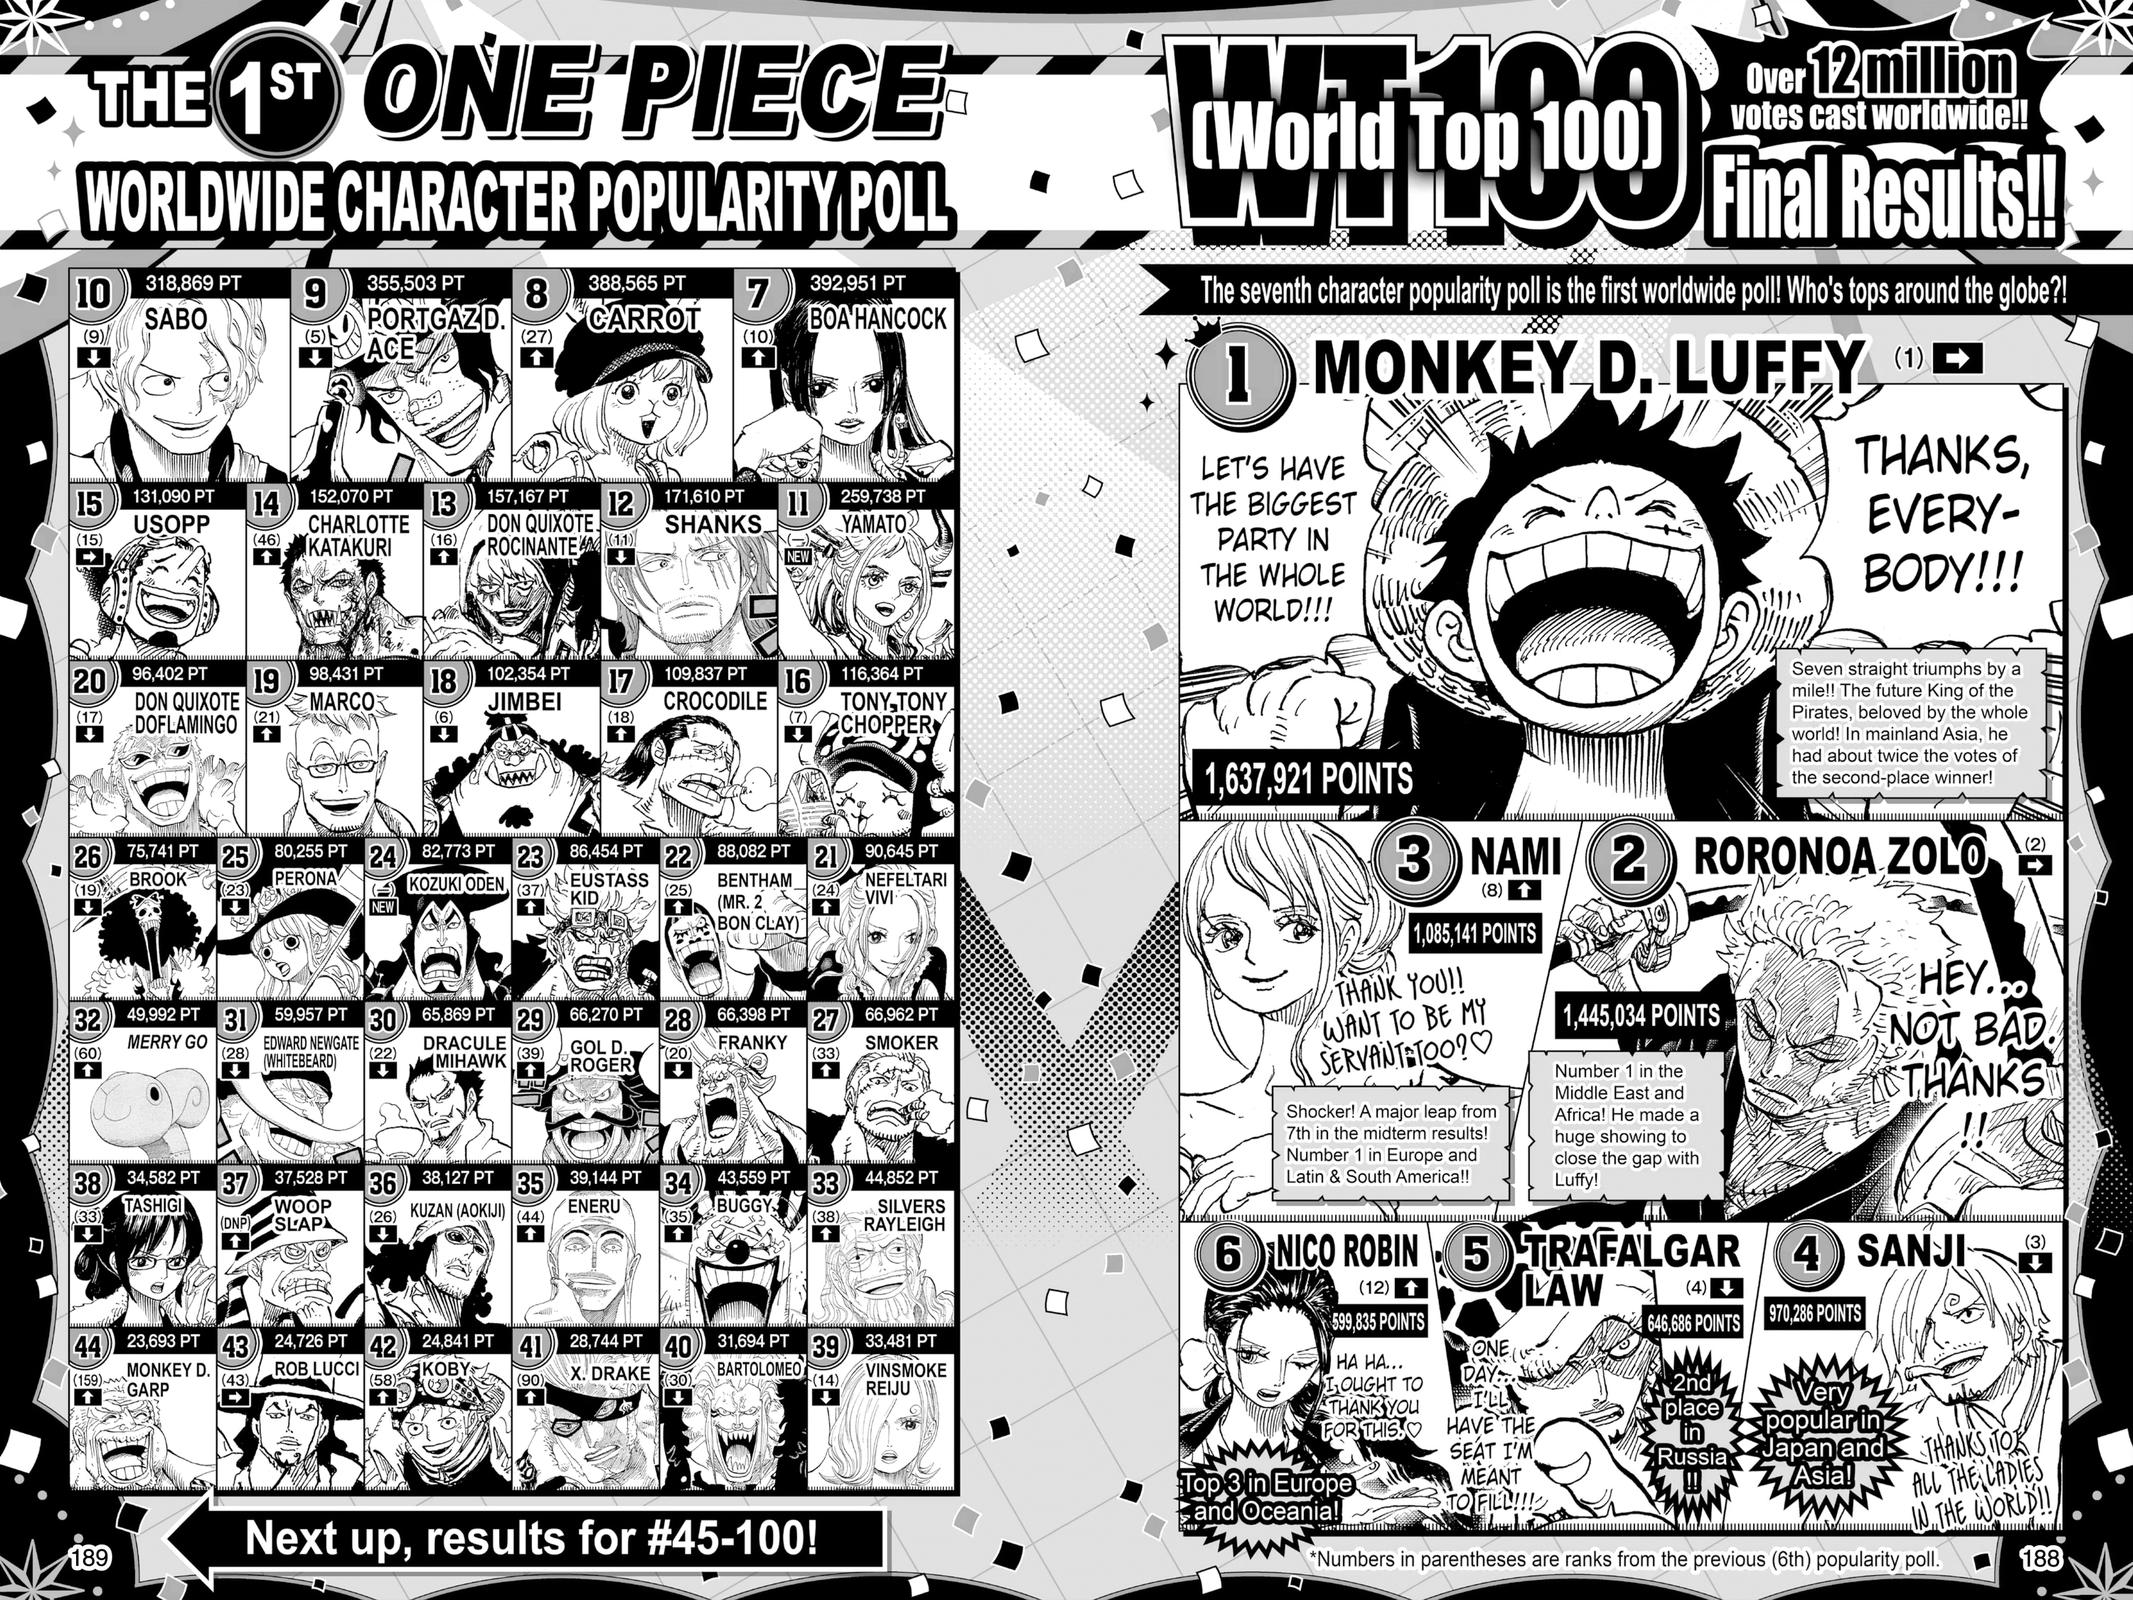 THE 1ST ONE PIECE
WORLDWIDE CHARACTER POPULARITY POLL
WT100
(World Top 100)
Over 12 million
votes cast worldwide!!
Final Results!!
The seventh character popularity poll is the first worldwide poll! Who's tops around the globe?!
1 MONKEY D. LUFFY (1)
THANKS,
EVERY-
BODY!!!
LET'S HAVE
THE BIGGEST
PARTY IN
THE WHOLE
WORLD!!!
Seven straight triumphs by a
mile!! The future King of the
Pirates, beloved by the whole
world! In mainland Asia, he
had about twice the votes of
the second-place winner!
1,637,921 POINTS
2 RORONOA ZOLO (2)
1,445,034 POINTS
HEY...
NOT BAD.
THANKS
!!
Number 1 in the
Middle East and
Africa! He made a
huge showing to
close the gap with
Luffy!
3 NAMI
(8)
1,085,141 POINTS
THANK YOU!!
WANT TO BE MY
SERVANT TOO?♡
Shocker! A major leap from
7th in the midterm results!
Number 1 in Europe and
Latin & South America!!
4 SANJI (3)
970,286 POINTS
Very
popular in
Japan and
Asia!
THANKS TO
ALL THE LADIES
IN THE WORLD!!
5 TRAFALGAR
LAW (4)
646,686 POINTS
ONE
DAY...
I'LL
HAVE THE
SEAT I'M
MEANT
TO FILL!!!
2nd
place
in
Russia
!!
6 NICO ROBIN
(12)
599,835 POINTS
HA HA...
I OUGHT TO
THANK YOU
FOR THIS.♡
Top 3 in Europe
and Oceania!
*Numbers in parentheses are ranks from the previous (6th) popularity poll.
188
7 392,951 PT
BOA HANCOCK
(10)
8 388,565 PT
CARROT
(27)
9 355,503 PT
PORTGAZ D.
ACE
(5)
10 318,869 PT
SABO
(9)
11 259,738 PT
YAMATO
(—)
NEW
12 171,610 PT
SHANKS
(11)
13 157,167 PT
DON QUIXOTE
ROCINANTE
(16)
14 152,070 PT
CHARLOTTE
KATAKURI
(46)
15 131,090 PT
USOPP
(15)
16 116,364 PT
TONY TONY
CHOPPER
(7)
17 109,837 PT
CROCODILE
(18)
18 102,354 PT
JIMBEI
(6)
19 98,431 PT
MARCO
(21)
20 96,402 PT
DON QUIXOTE
DOFLAMINGO
(17)
21 90,645 PT
NEFELTARI
VIVI
(24)
22 88,082 PT
BENTHAM
(MR. 2
BON CLAY)
(25)
23 86,454 PT
EUSTASS
KID
(37)
24 82,773 PT
KOZUKI ODEN
(—)
NEW
25 80,255 PT
PERONA
(23)
26 75,741 PT
BROOK
(19)
27 66,962 PT
SMOKER
(33)
28 66,398 PT
FRANKY
(20)
29 66,270 PT
GOL D.
ROGER
(39)
30 65,869 PT
DRACULE
MIHAWK
(22)
31 59,957 PT
EDWARD NEWGATE
(WHITEBEARD)
(28)
32 49,992 PT
MERRY GO
(60)
33 44,852 PT
SILVERS
RAYLEIGH
(38)
34 43,559 PT
BUGGY
(35)
35 39,144 PT
ENERU
(44)
36 38,127 PT
KUZAN (AOKIJI)
(26)
37 37,528 PT
WOOP
SLAP
(DNP)
38 34,582 PT
TASHIGI
(33)
39 33,481 PT
VINSMOKE
REIJU
(14)
40 31,694 PT
BARTOLOMEO
(30)
41 28,744 PT
X. DRAKE
(90)
42 24,841 PT
KOBY
(58)
43 24,726 PT
ROB LUCCI
(43)
44 23,693 PT
MONKEY D.
GARP
(159)
Next up, results for #45-100!
189